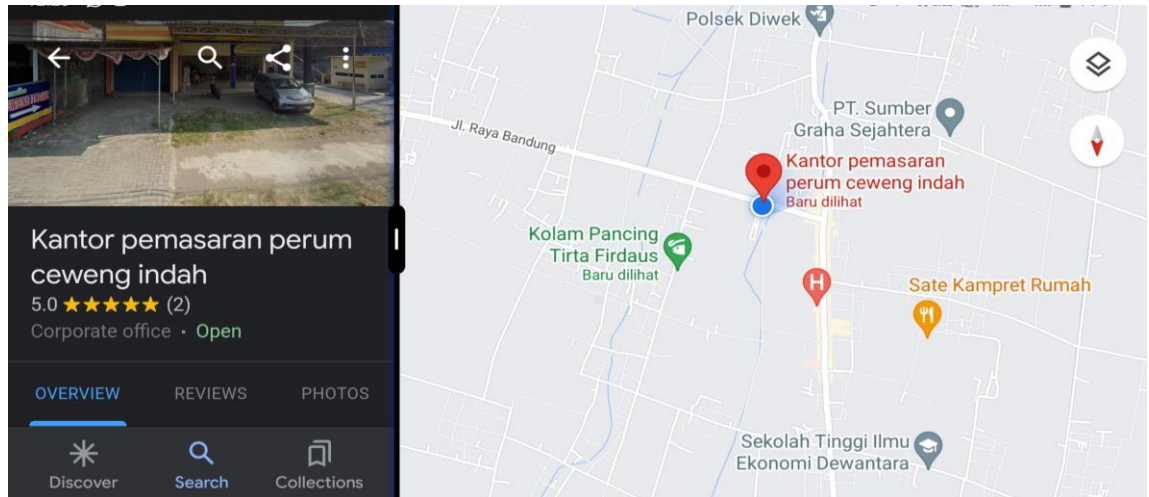 Kantor pemasaran perum
ceweng indah
5.0 ★★★★★ (2)
Corporate office · Open
OVERVIEW
REVIEWS
PHOTOS
Discover
Search
Collections
Polsek Diwek
PT. Sumber
Graha Sejahtera
Jl. Raya Bandung
Kantor pemasaran
perum ceweng indah
Baru dilihat
Kolam Pancing
Tirta Firdaus
Baru dilihat
H
Sate Kampret Rumah
Sekolah Tinggi Ilmu
Ekonomi Dewantara